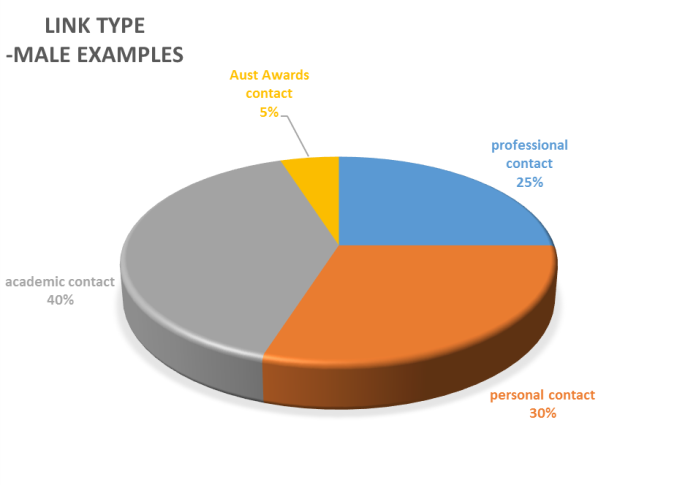 LINK TYPE
-MALE EXAMPLES
Aust Awards
contact
5%
professional
contact
25%
academic contact
40%
personal contact
30%